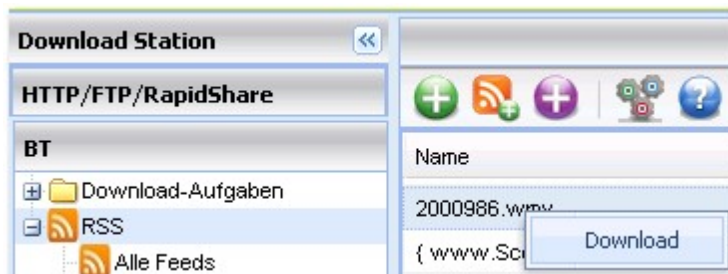 Download Station
HTTP/FTP/RapidShare
BT
Download-Aufgaben
RSS
Alle Feeds
Name
2000986.wmv
{ www.Sc
Download